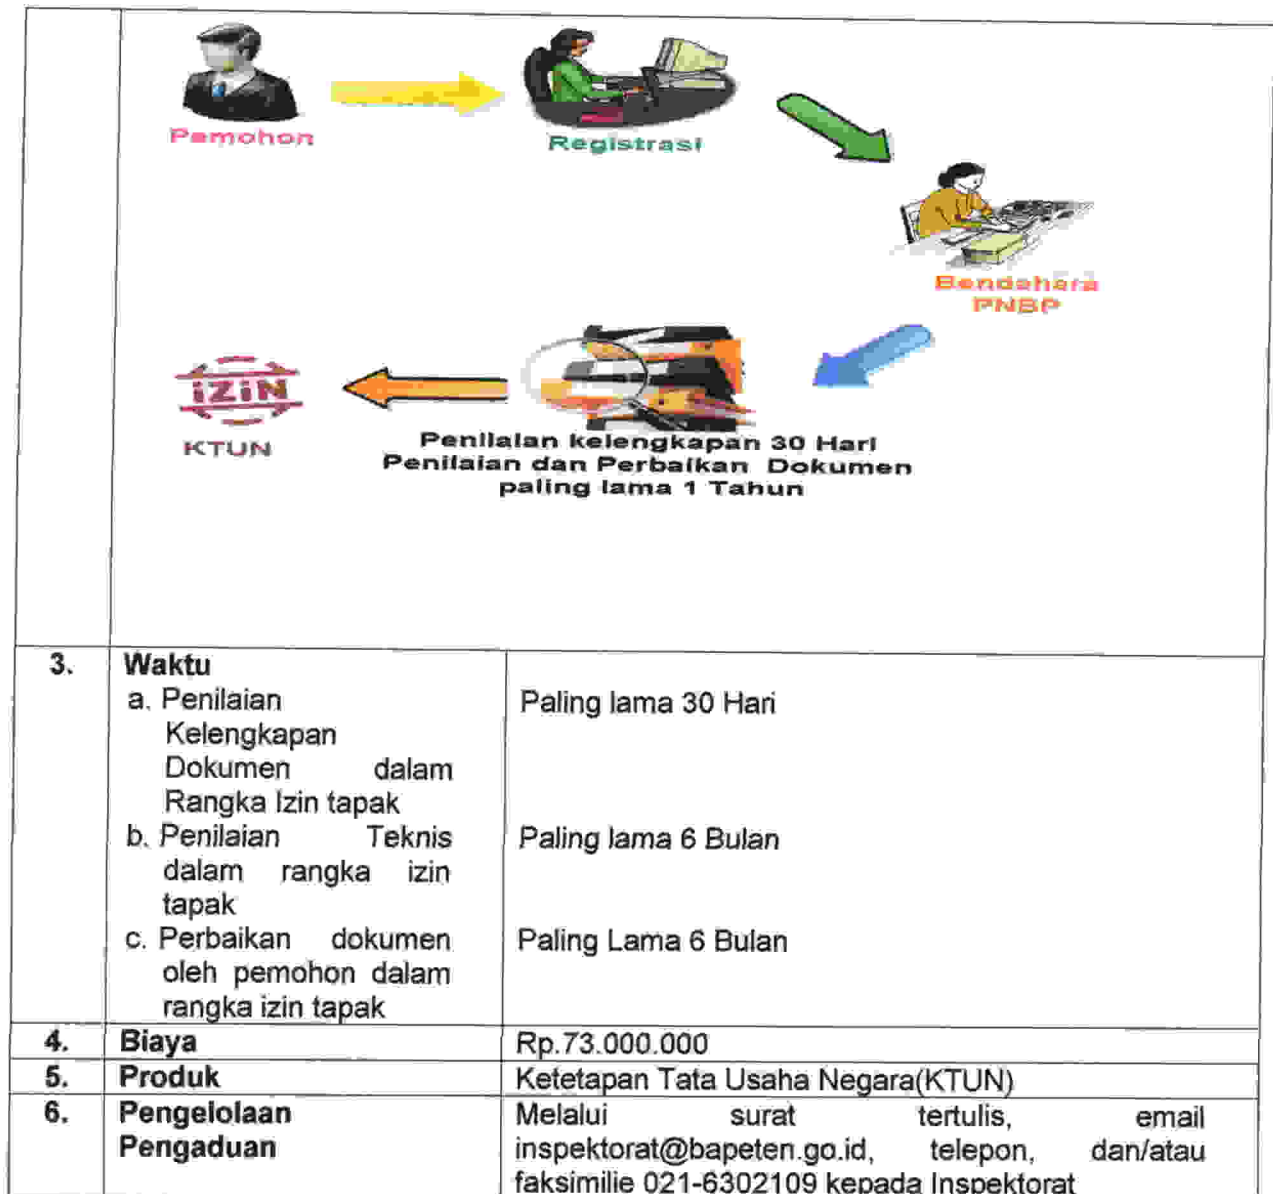 Pemohon
Registrasi
Bendahara
PNBP
iZiN
KTUN
Penilaian kelengkapan 30 Hari
Penilaian dan Perbaikan Dokumen
paling lama 1 Tahun
3. Waktu
a. Penilaian Paling lama 30 Hari
Kelengkapan
Dokumen dalam
Rangka Izin tapak
b. Penilaian Teknis Paling lama 6 Bulan
dalam rangka izin
tapak
c. Perbaikan dokumen Paling Lama 6 Bulan
oleh pemohon dalam
rangka izin tapak
4. Biaya Rp.73.000.000
5. Produk Ketetapan Tata Usaha Negara(KTUN)
6. Pengelolaan Melalui surat tertulis, email
Pengaduan inspektorat@bapeten.go.id, telepon, dan/atau
faksimilie 021-6302109 kepada Inspektorat